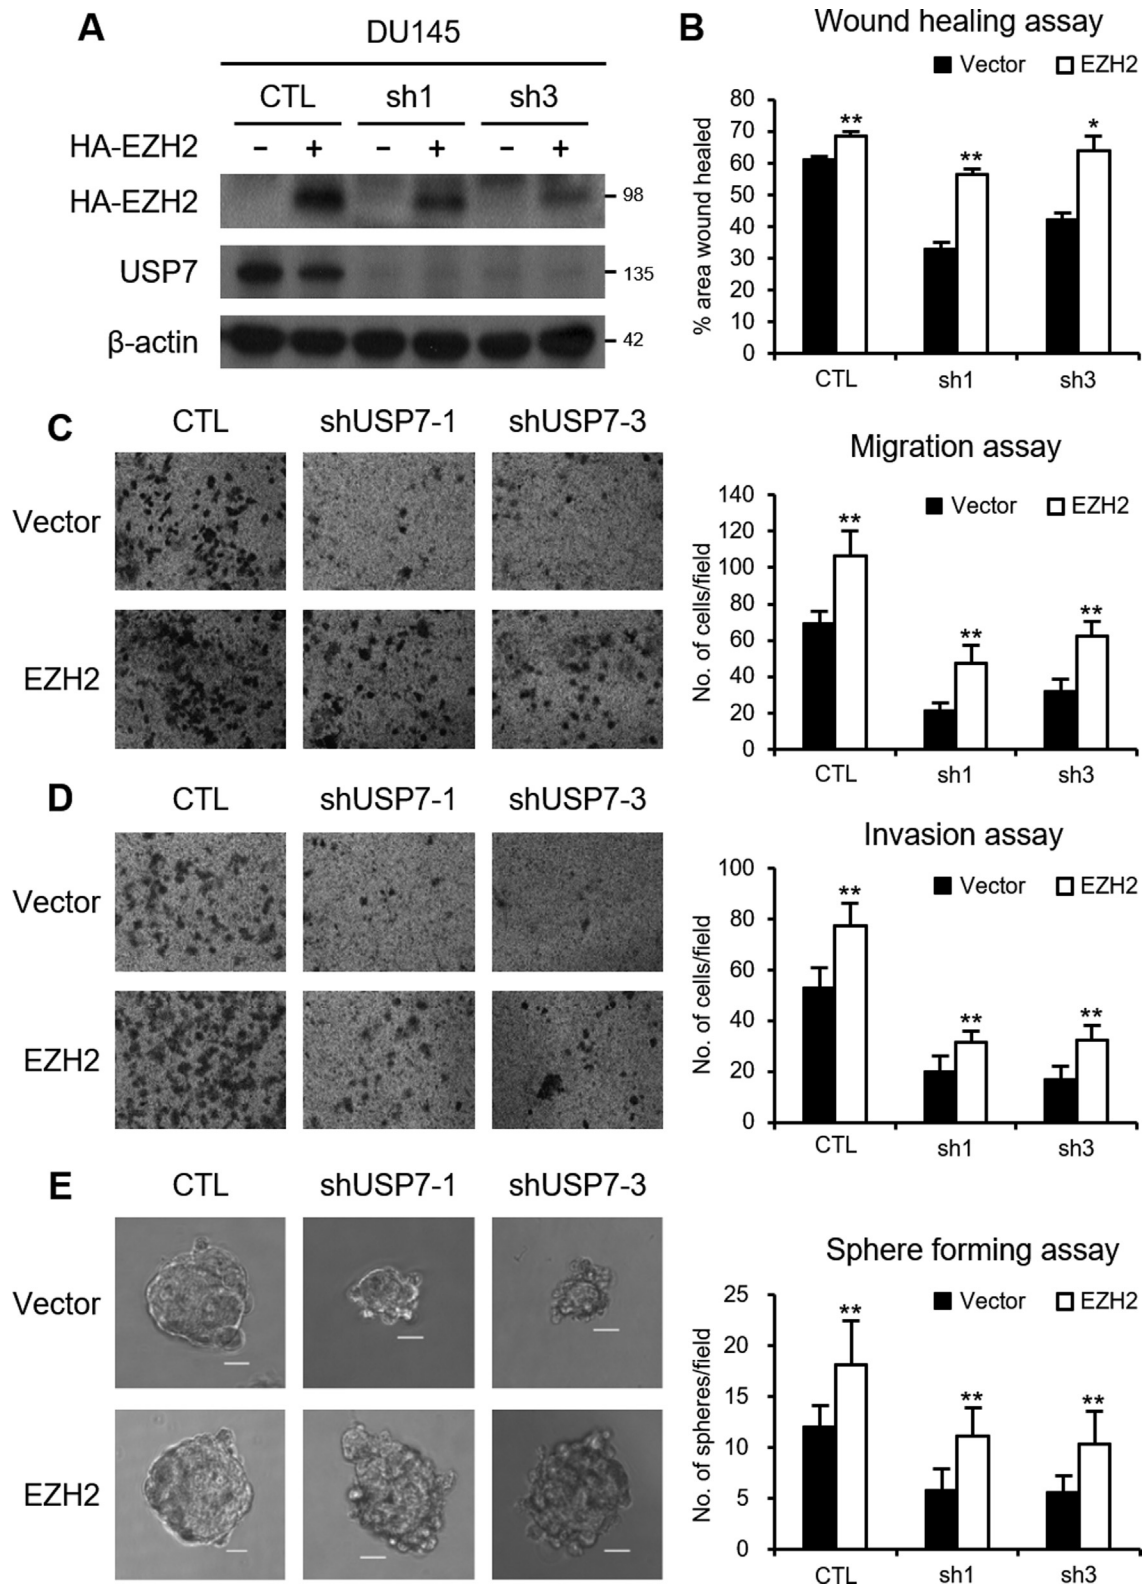 A
DU145
CTL sh1 sh3
HA-EZH2 – + – + – +
HA-EZH2 98
USP7 135
β-actin 42
B
Wound healing assay
Vector EZH2
% area wound healed
80
70
60
50
40
30
20
10
0
** ** *
CTL sh1 sh3
C
CTL shUSP7-1 shUSP7-3
Vector
EZH2
Migration assay
Vector EZH2
No. of cells/field
140
120
100
80
60
40
20
0
** ** **
CTL sh1 sh3
D
CTL shUSP7-1 shUSP7-3
Vector
EZH2
Invasion assay
Vector EZH2
No. of cells/field
100
80
60
40
20
0
** ** **
CTL sh1 sh3
E
CTL shUSP7-1 shUSP7-3
Vector
EZH2
Sphere forming assay
Vector EZH2
No. of spheres/field
25
20
15
10
5
0
** ** **
CTL sh1 sh3